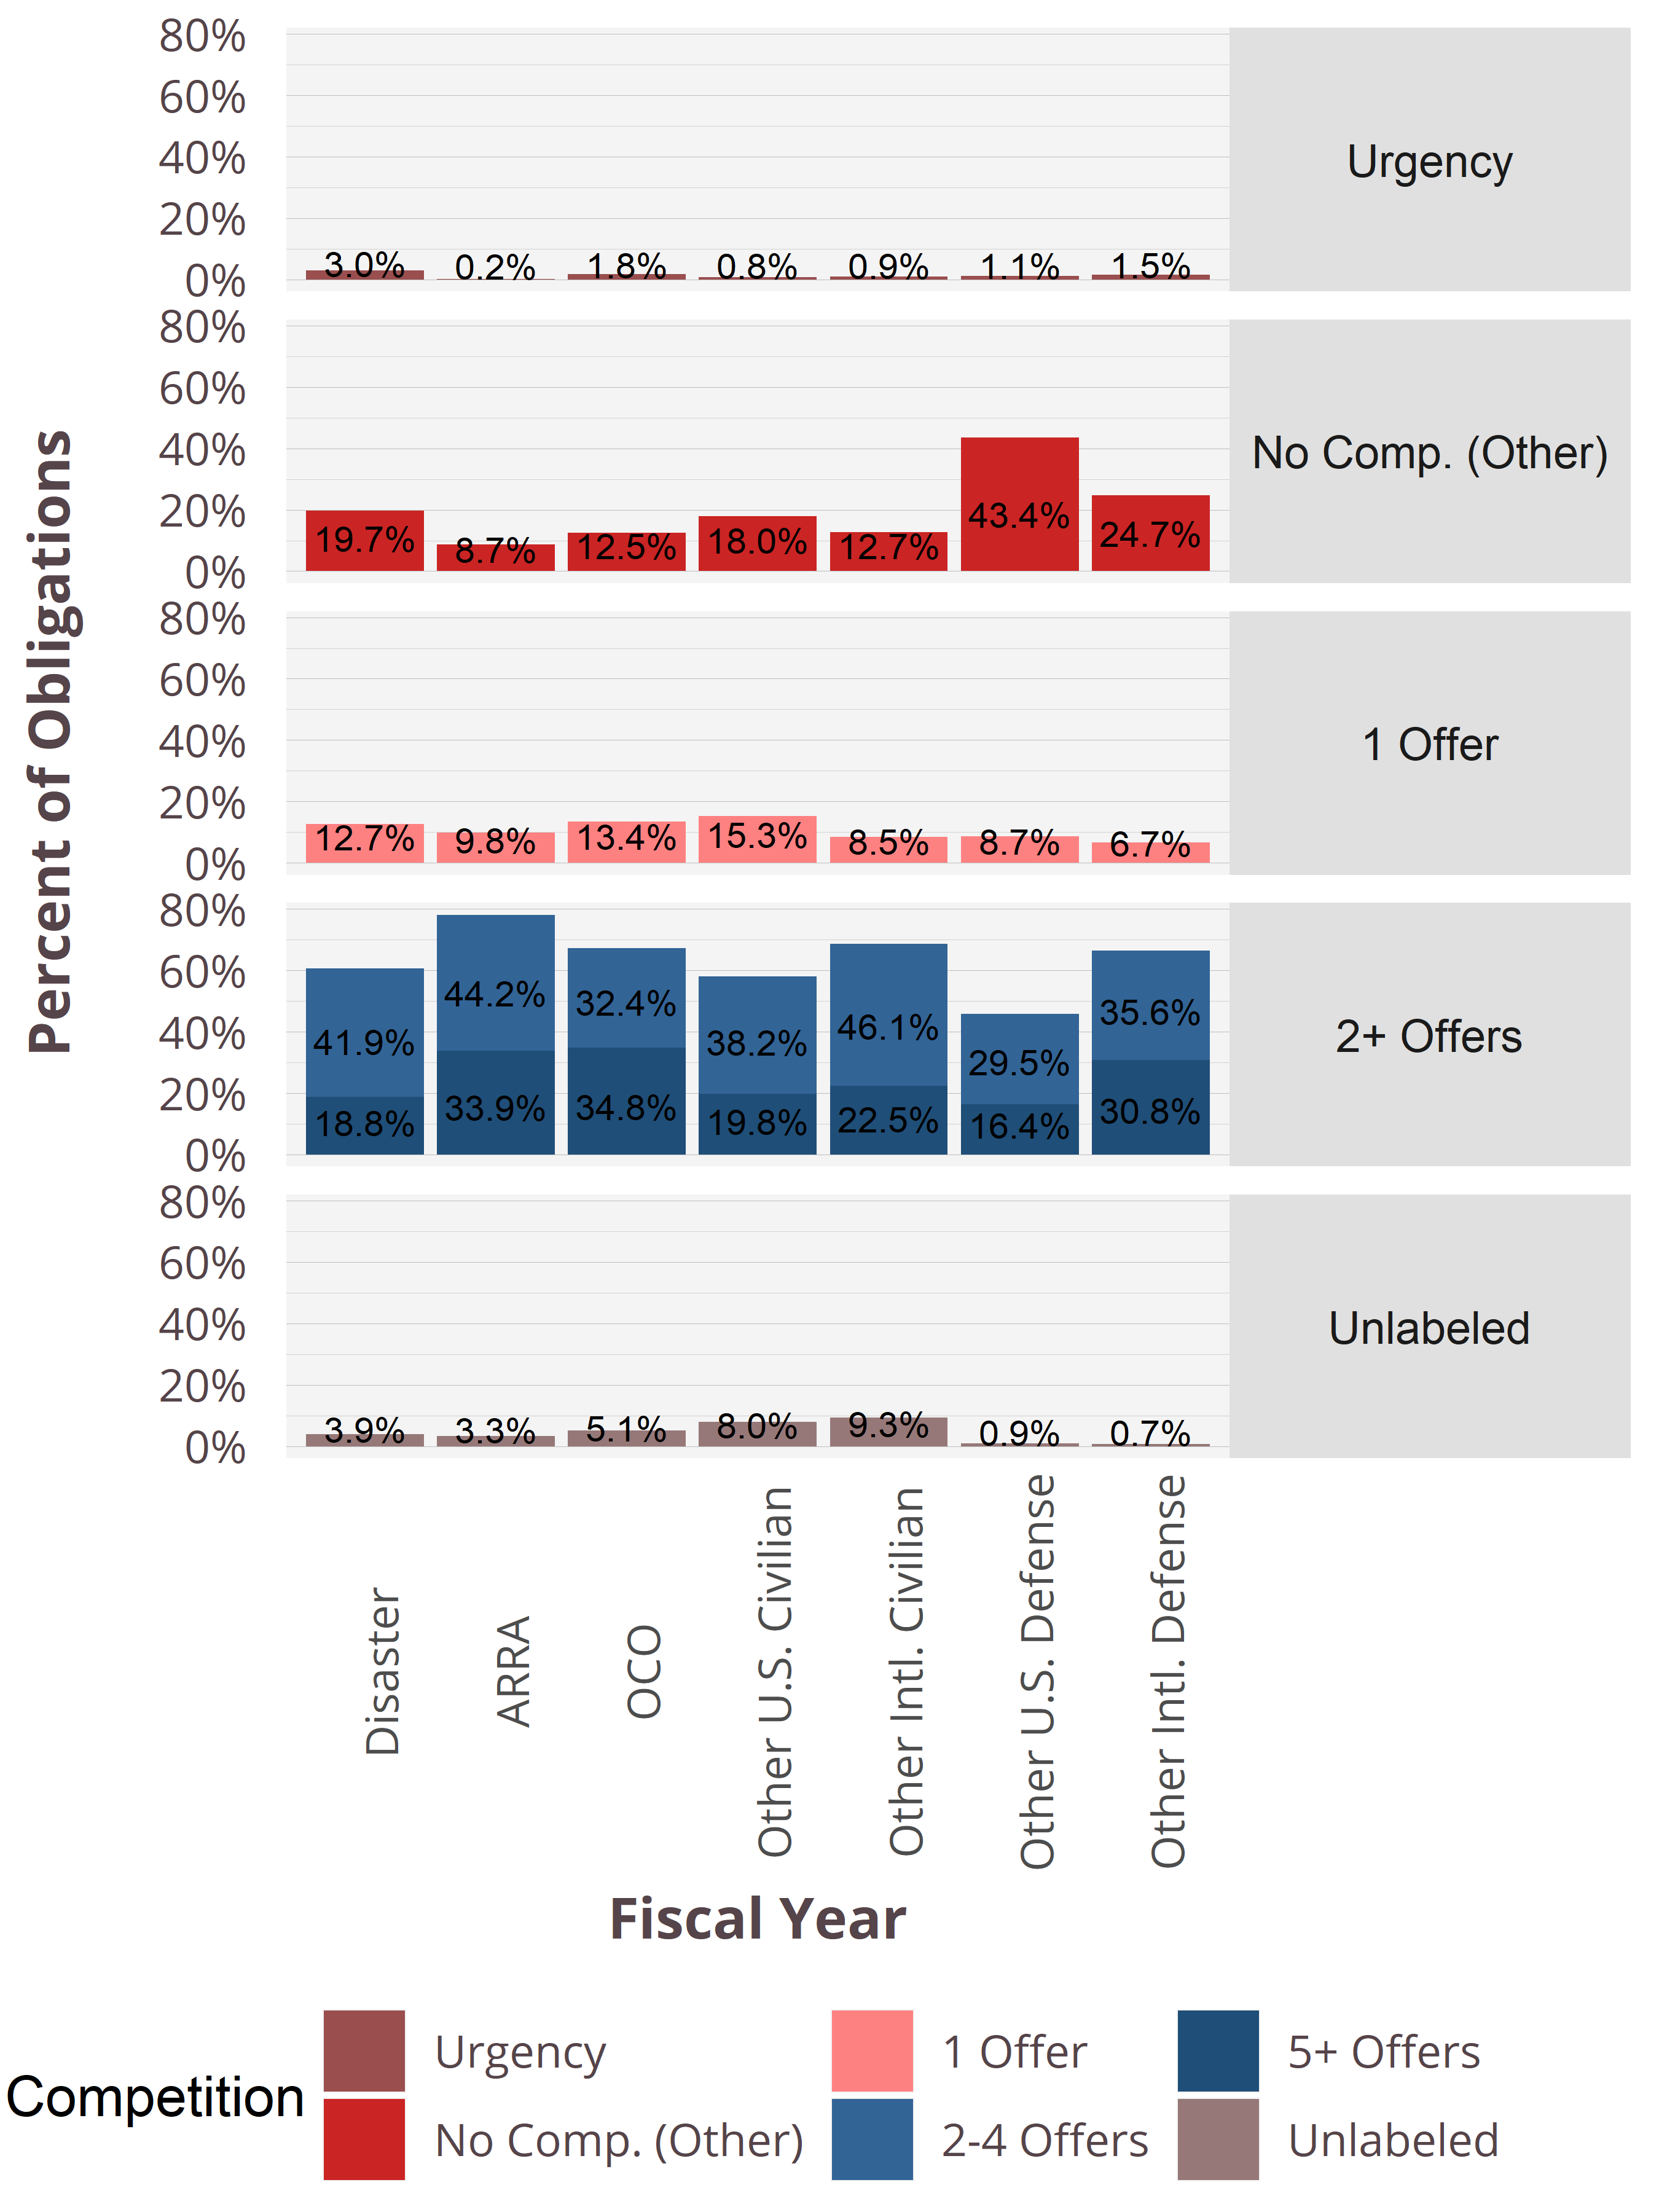 Percent of Obligations
80%
60%
40%
20%
0%
3.0% 0.2% 1.8% 0.8% 0.9% 1.1% 1.5%
Urgency
80%
60%
40%
20%
0%
19.7% 8.7% 12.5% 18.0% 12.7% 43.4% 24.7%
No Comp. (Other)
80%
60%
40%
20%
0%
12.7% 9.8% 13.4% 15.3% 8.5% 8.7% 6.7%
1 Offer
80%
60%
40%
20%
0%
41.9% 44.2% 32.4% 38.2% 46.1% 29.5% 35.6%
18.8% 33.9% 34.8% 19.8% 22.5% 16.4% 30.8%
2+ Offers
80%
60%
40%
20%
0%
3.9% 3.3% 5.1% 8.0% 9.3% 0.9% 0.7%
Unlabeled
Disaster
ARRA
OCO
Other U.S. Civilian
Other Intl. Civilian
Other U.S. Defense
Other Intl. Defense
Fiscal Year
Competition
Urgency
No Comp. (Other)
1 Offer
2-4 Offers
5+ Offers
Unlabeled